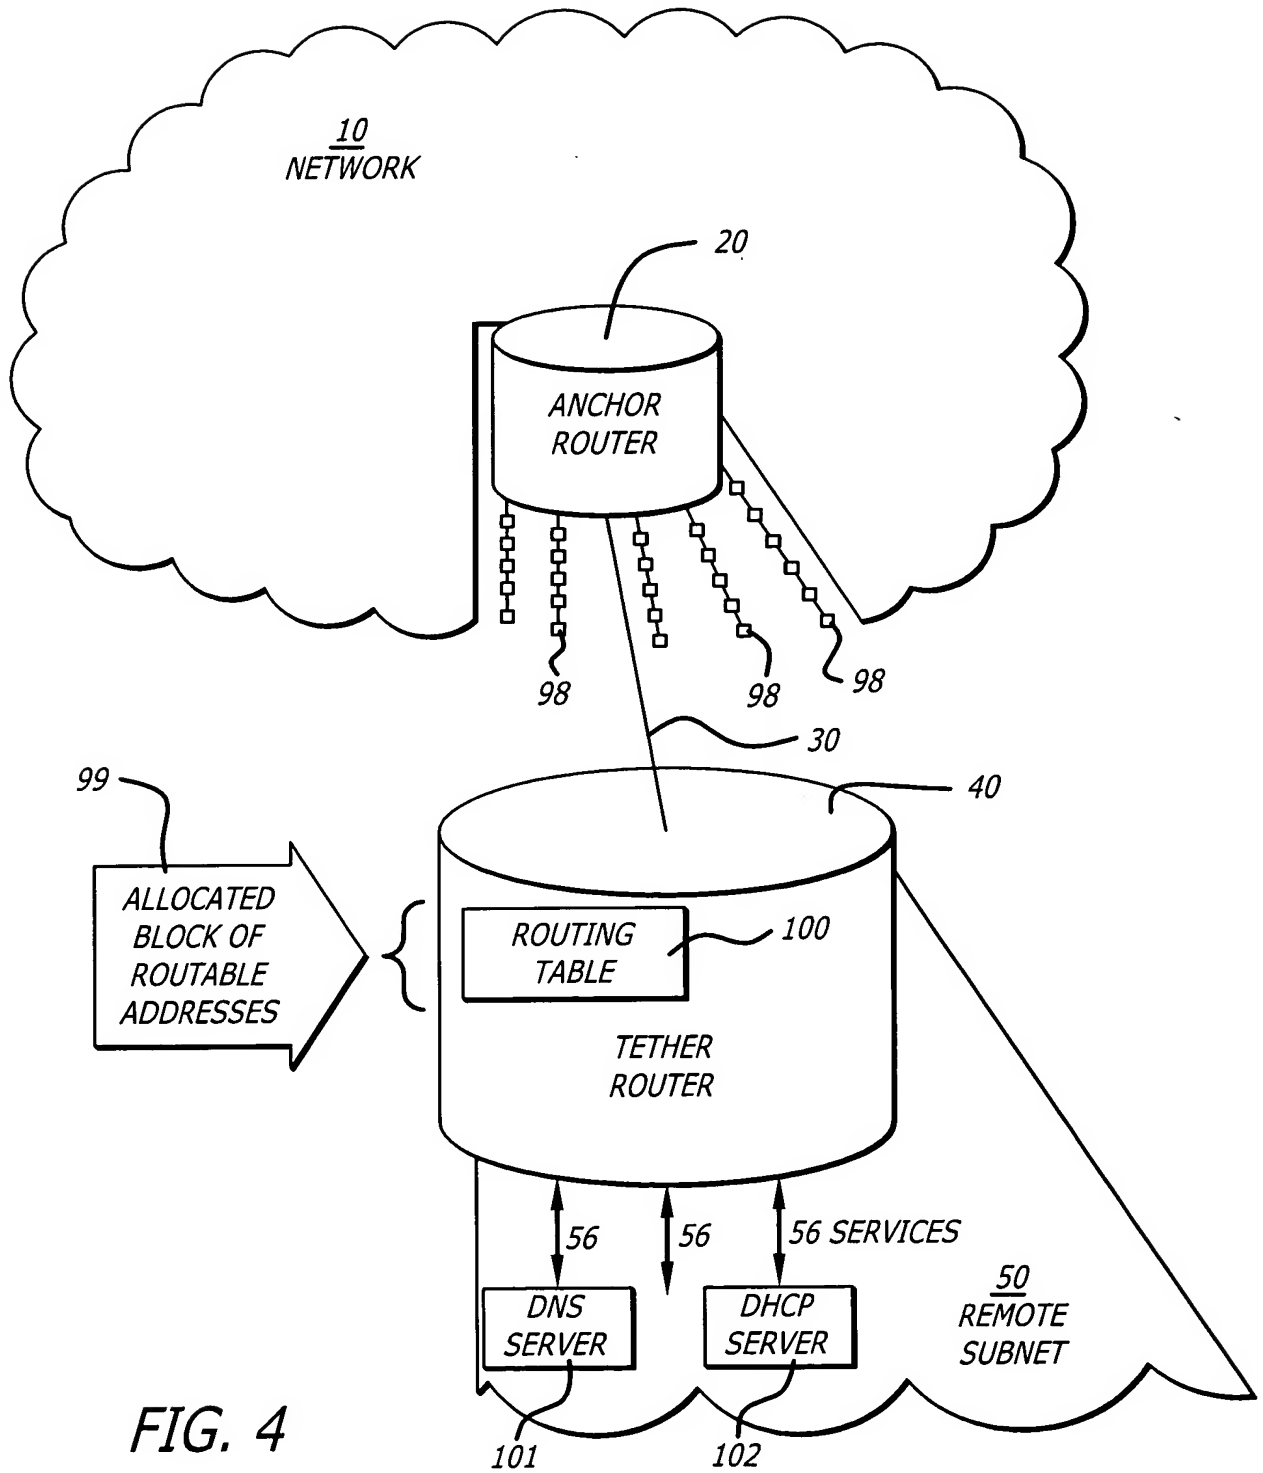 10
NETWORK
20
ANCHOR
ROUTER
98
98
98
30
99
40
ALLOCATED
BLOCK OF
ROUTABLE
ADDRESSES
ROUTING
TABLE
100
TETHER
ROUTER
56
56
56 SERVICES
50
REMOTE
SUBNET
DNS
SERVER
DHCP
SERVER
101
102
FIG. 4